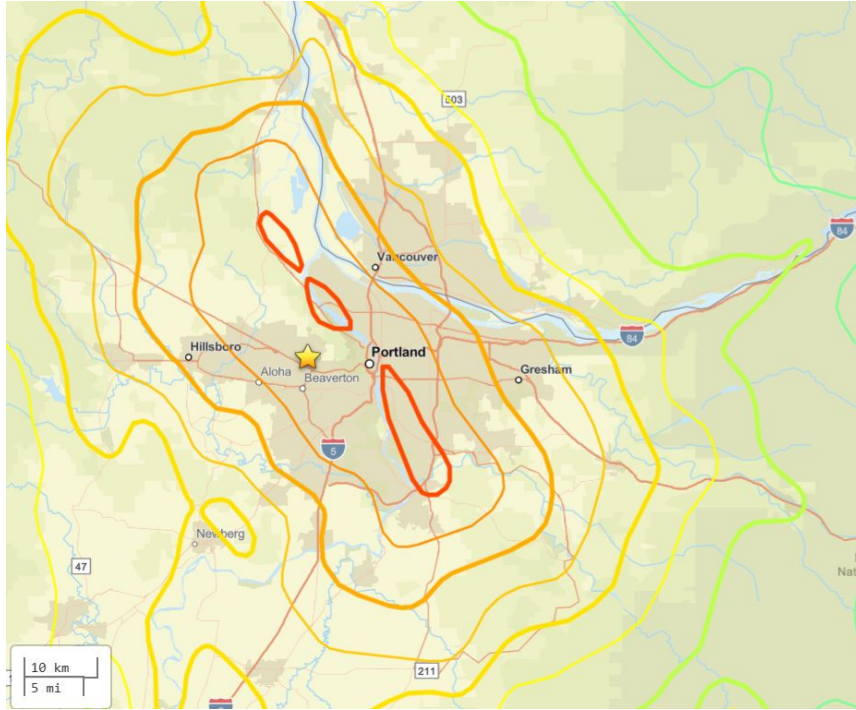 503
84
Vancouver
Hillsboro
Portland
84
Aloha
Beaverton
Gresham
5
Newberg
47
Nat
211
10 km
5 mi